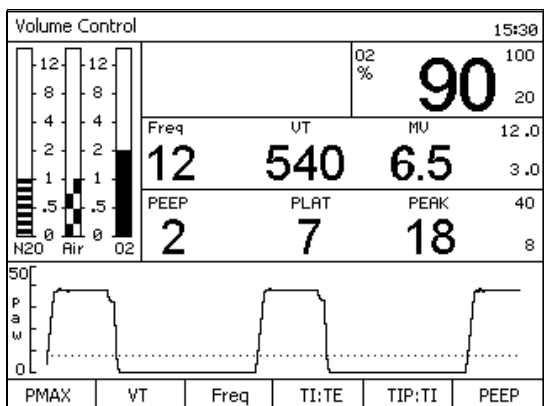 Volume Control 15:30
12 12 O2 % 90 100
8 8 20
4 4 Freq VT MV 12.0
2 2 12 540 6.5
1 1 3.0
.5 .5 PEEP PLAT PEAK 40
0 0 2 7 18 8
N2O Air O2
50
Paw
0
PMAX VT Freq TI:TE TIP:TI PEEP